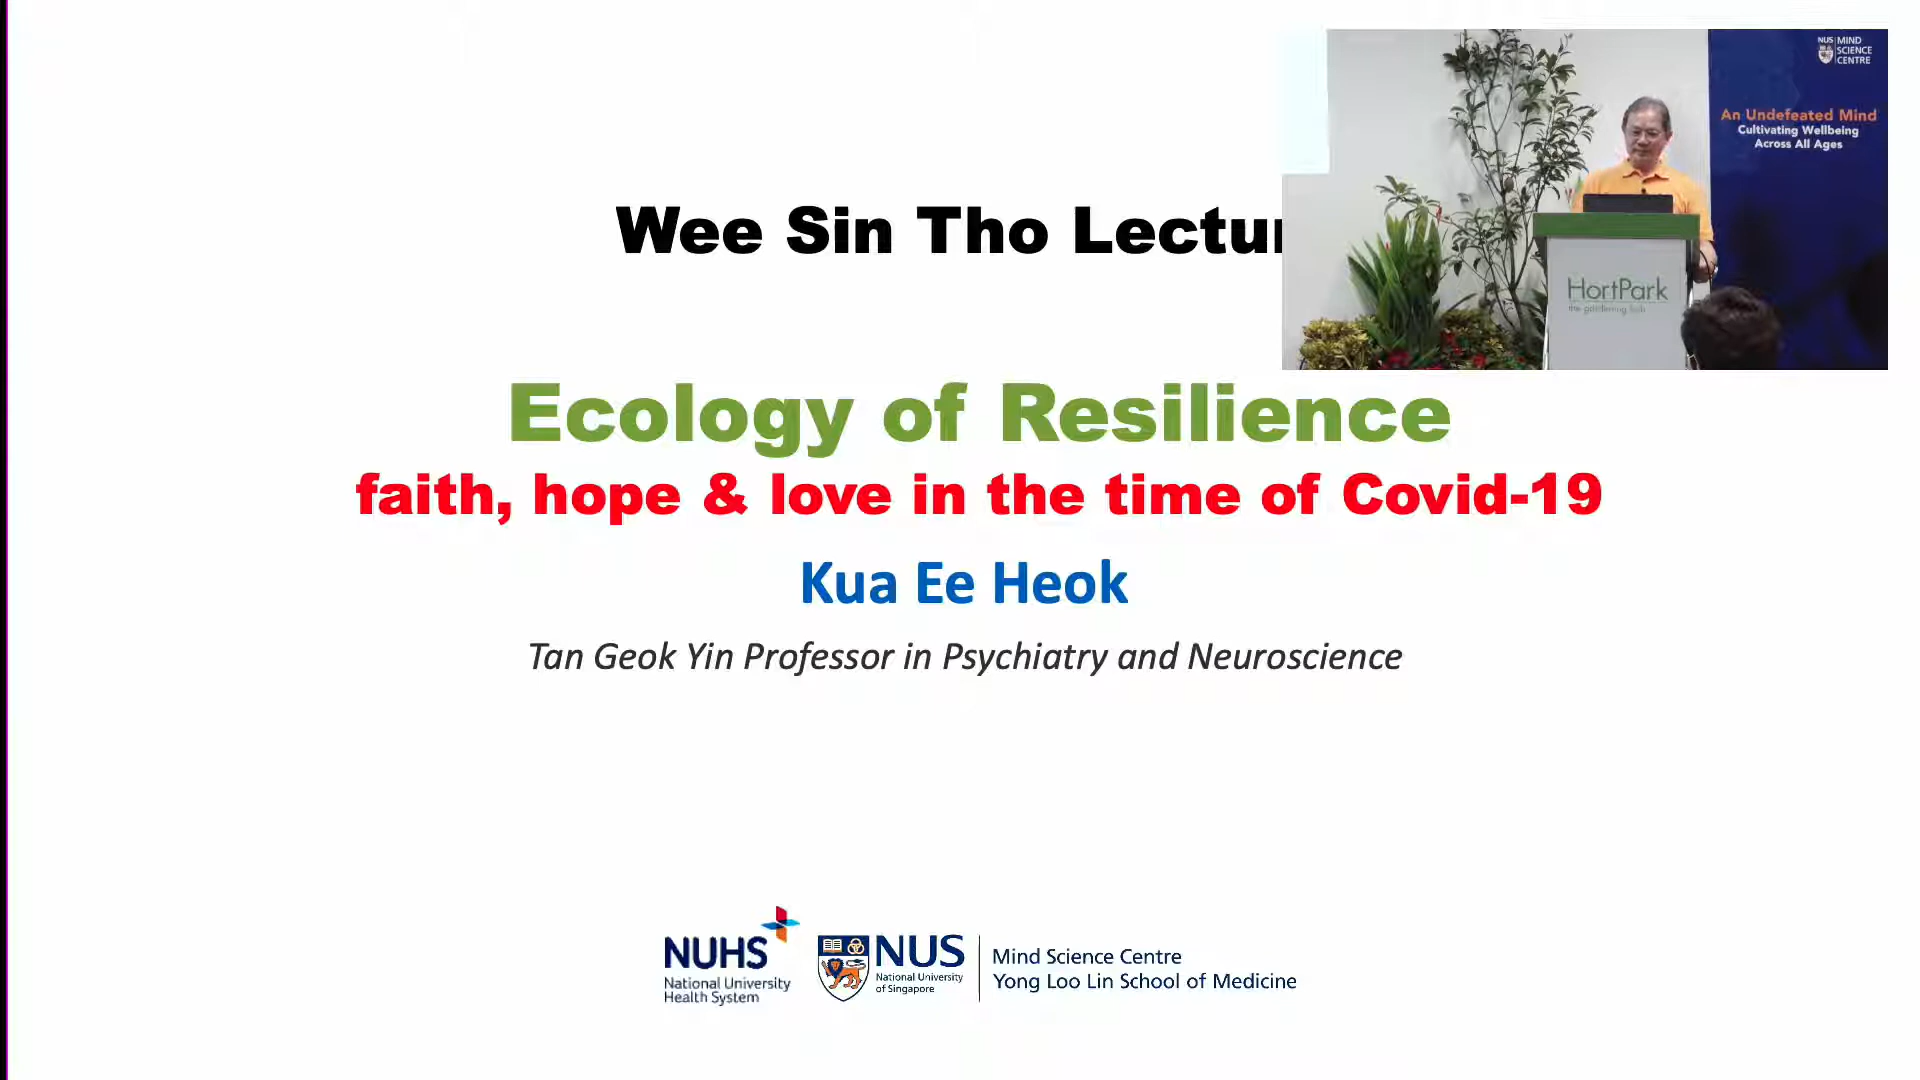 Wee Sin Tho Lectur
NUS MIND
SCIENCE
CENTRE
An Undefeated Mind
Cultivating Wellbeing
Across All Ages
HortPark
the gardening hub
Ecology of Resilience
faith, hope & love in the time of Covid-19
Kua Ee Heok
Tan Geok Yin Professor in Psychiatry and Neuroscience
NUHS
National University
Health System
NUS
National University
of Singapore
Mind Science Centre
Yong Loo Lin School of Medicine